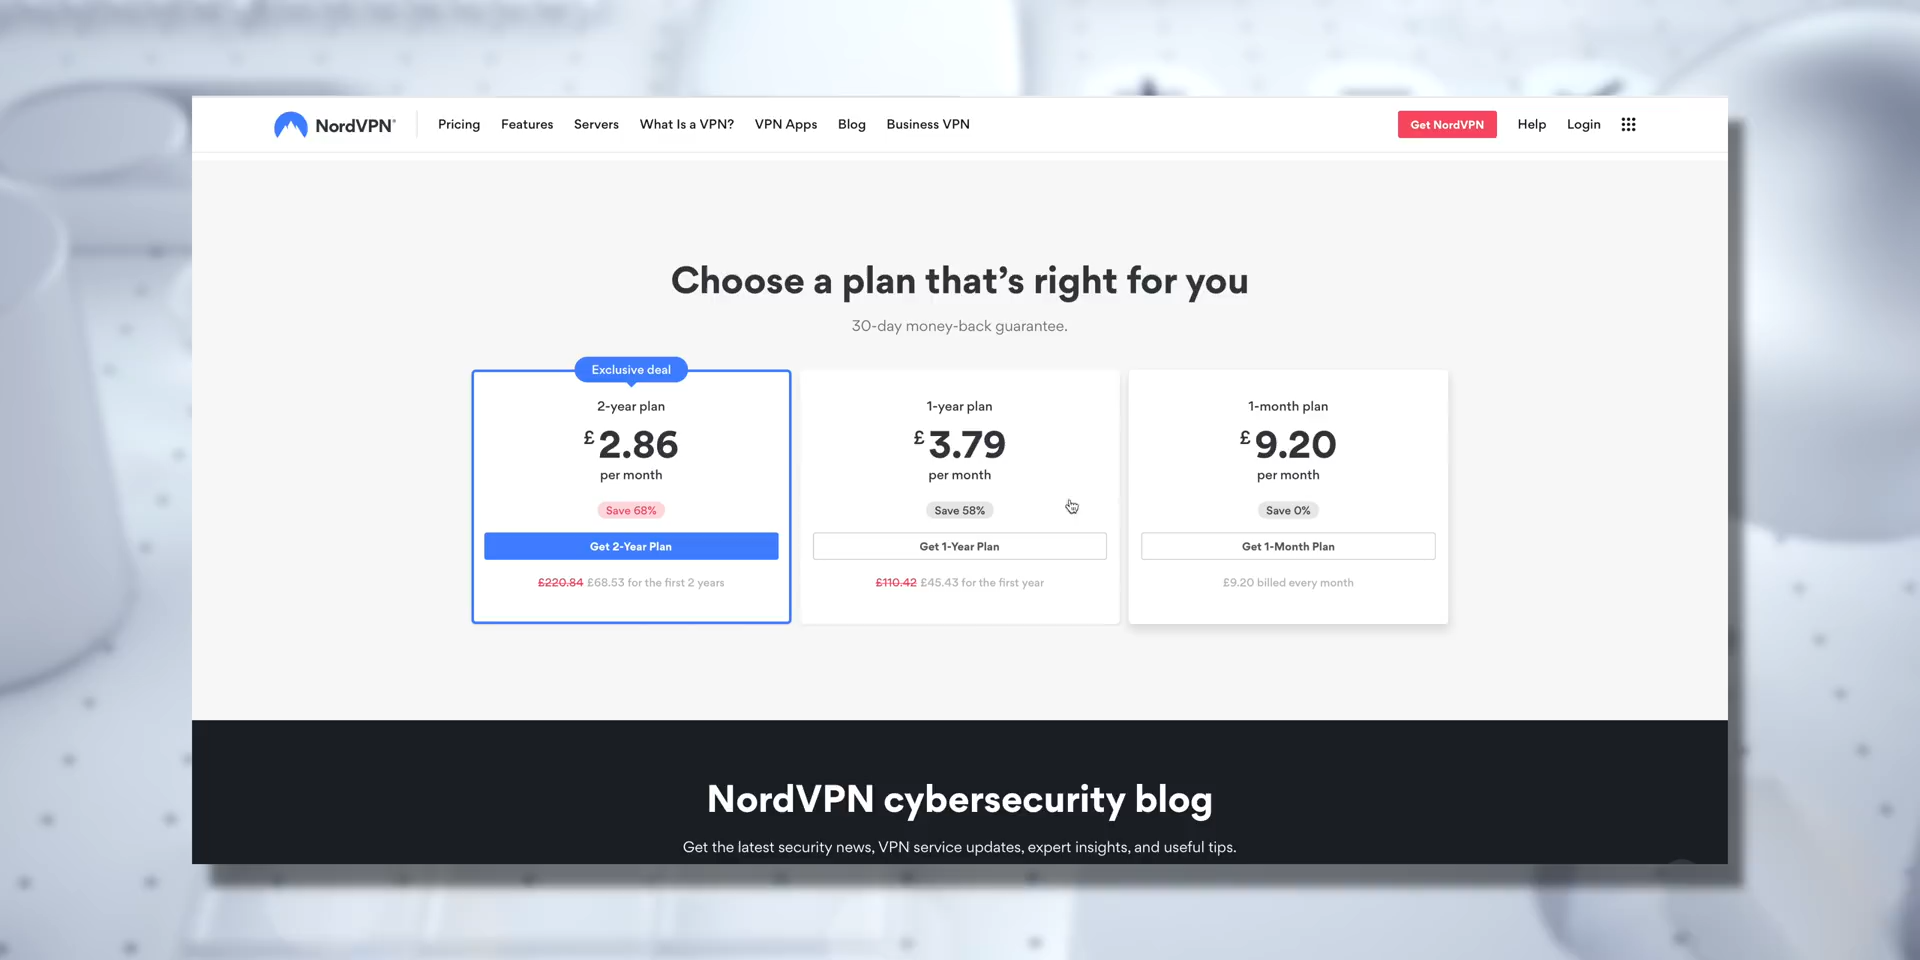 NordVPN®
Pricing
Features
Servers
What Is a VPN?
VPN Apps
Blog
Business VPN
Get NordVPN
Help
Login
Choose a plan that's right for you
30-day money-back guarantee.
Exclusive deal
2-year plan
£2.86
per month
Save 68%
Get 2-Year Plan
£220.84 £68.53 for the first 2 years
1-year plan
£3.79
per month
Save 58%
Get 1-Year Plan
£110.42 £45.43 for the first year
1-month plan
£9.20
per month
Save 0%
Get 1-Month Plan
£9.20 billed every month
NordVPN cybersecurity blog
Get the latest security news, VPN service updates, expert insights, and useful tips.